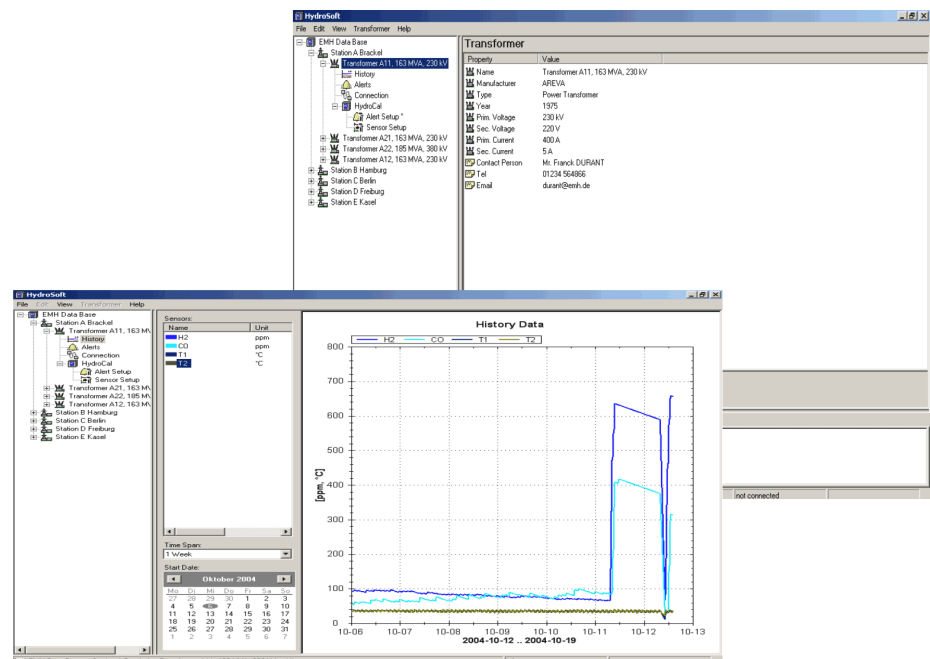 HydroSoft
File Edit View Transformer Help
EMH Data Base
Station A Brackel
Transformer A11, 163 MVA, 230 kV
History
Alerts
Connection
HydroCal
Alert Setup *
Sensor Setup
Transformer A21, 163 MVA, 230 kV
Transformer A22, 185 MVA, 380 kV
Transformer A12, 163 MVA, 230 kV
Station B Hamburg
Station C Berlin
Station D Freiburg
Station E Kasel
Transformer
Property Value
Name Transformer A11, 163 MVA, 230 kV
Manufacturer AREVA
Type Power Transformer
Year 1975
Prim. Voltage 230 kV
Sec. Voltage 220 V
Prim. Current 400 A
Sec. Current 5 A
Contact Person Mr. Franck DURANT
Tel 01234 564866
Email durant@emh.de
not connected
HydroSoft
File Edit View Transformer Help
EMH Data Base
Station A Brackel
Transformer A11, 163 M
History
Alerts
Connection
HydroCal
Alert Setup
Sensor Setup
Transformer A21, 163 M
Transformer A22, 185 M
Transformer A12, 163 M
Station B Hamburg
Station C Berlin
Station D Freiburg
Station E Kasel
Sensors:
Name Unit
H2 ppm
CO ppm
T1 °C
T2 °C
Time Span:
1 Week
Start Date:
Oktober 2004
Mo Di Mi Do Fr Sa So
27 28 29 30 1 2 3
4 5 6 7 8 9 10
11 12 13 14 15 16 17
18 19 20 21 22 23 24
25 26 27 28 29 30 31
1 2 3 4 5 6 7
History Data
H2 CO T1 T2
800
700
600
500
400
300
200
100
0
[ppm, °C]
10-06 10-07 10-08 10-09 10-10 10-11 10-12 10-13
2004-10-12 .. 2004-10-19